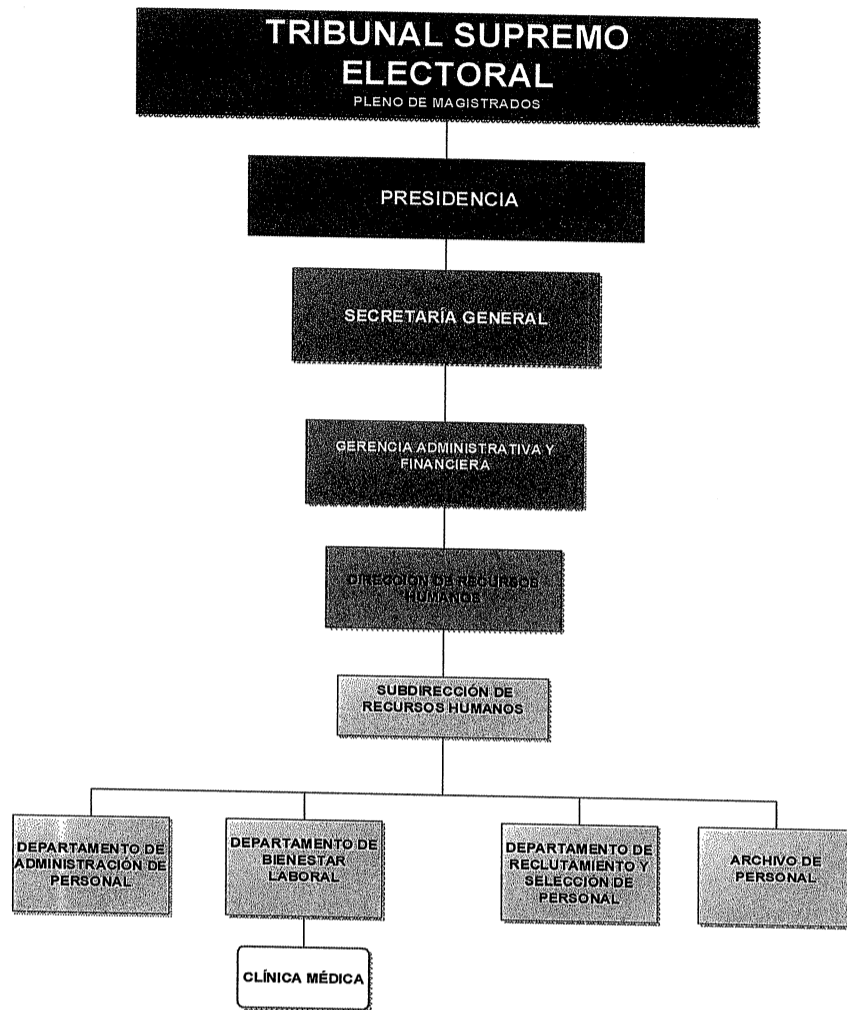 TRIBUNAL SUPREMO
ELECTORAL
PLENO DE MAGISTRADOS
PRESIDENCIA
SECRETARÍA GENERAL
GERENCIA ADMINISTRATIVA Y
FINANCIERA
DIRECCIÓN DE RECURSOS
HUMANOS
SUBDIRECCIÓN DE
RECURSOS HUMANOS
DEPARTAMENTO DE
ADMINISTRACIÓN DE
PERSONAL
DEPARTAMENTO DE
BIENESTAR
LABORAL
DEPARTAMENTO DE
RECLUTAMIENTO Y
SELECCIÓN DE
PERSONAL
ARCHIVO DE
PERSONAL
CLÍNICA MÉDICA